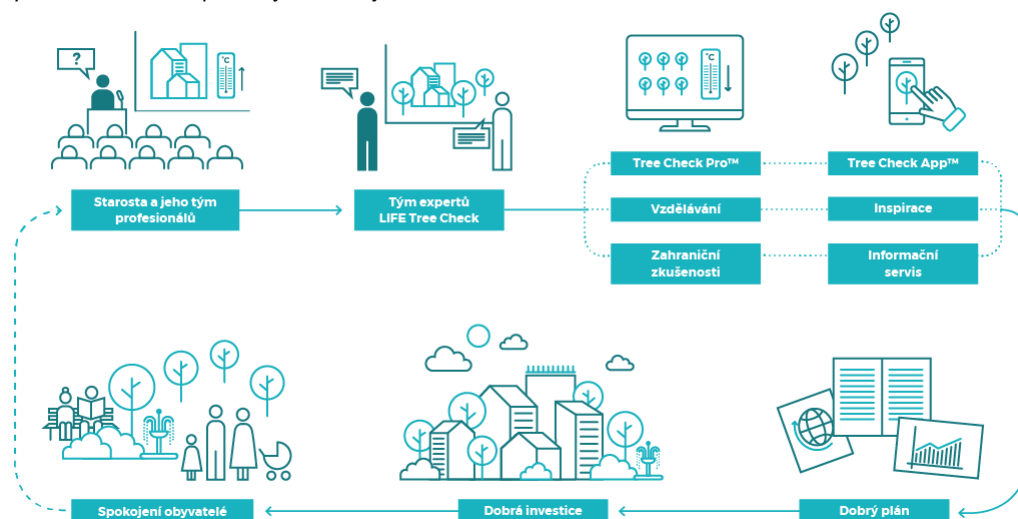 ?
°C
°C
Tree Check Pro™
Tree Check App™
Starosta a jeho tým
profesionálů
Tým expertů
LIFE Tree Check
Vzdělávání
Inspirace
Zahraniční
zkušenosti
Informační
servis
Spokojení obyvatelé
Dobrá investice
Dobrý plán